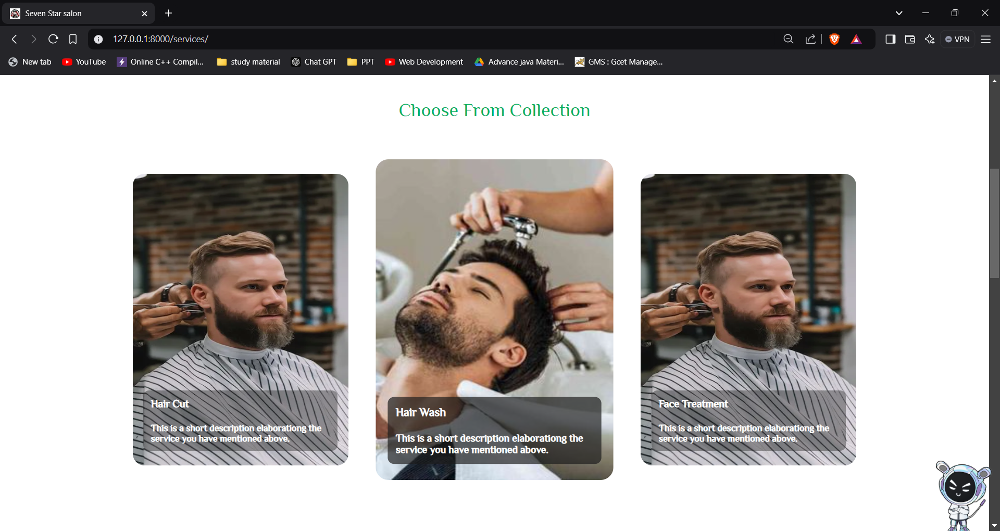 Seven Star salon
127.0.0.1:8000/services/
VPN
New tab
YouTube
Online C++ Compil...
study material
Chat GPT
PPT
Web Development
Advance java Materi...
GMS : Gcet Manage...
Choose From Collection
Hair Cut
This is a short description elaborationg the
service you have mentioned above.
Hair Wash
This is a short description elaborationg the
service you have mentioned above.
Face Treatment
This is a short description elaborationg the
service you have mentioned above.